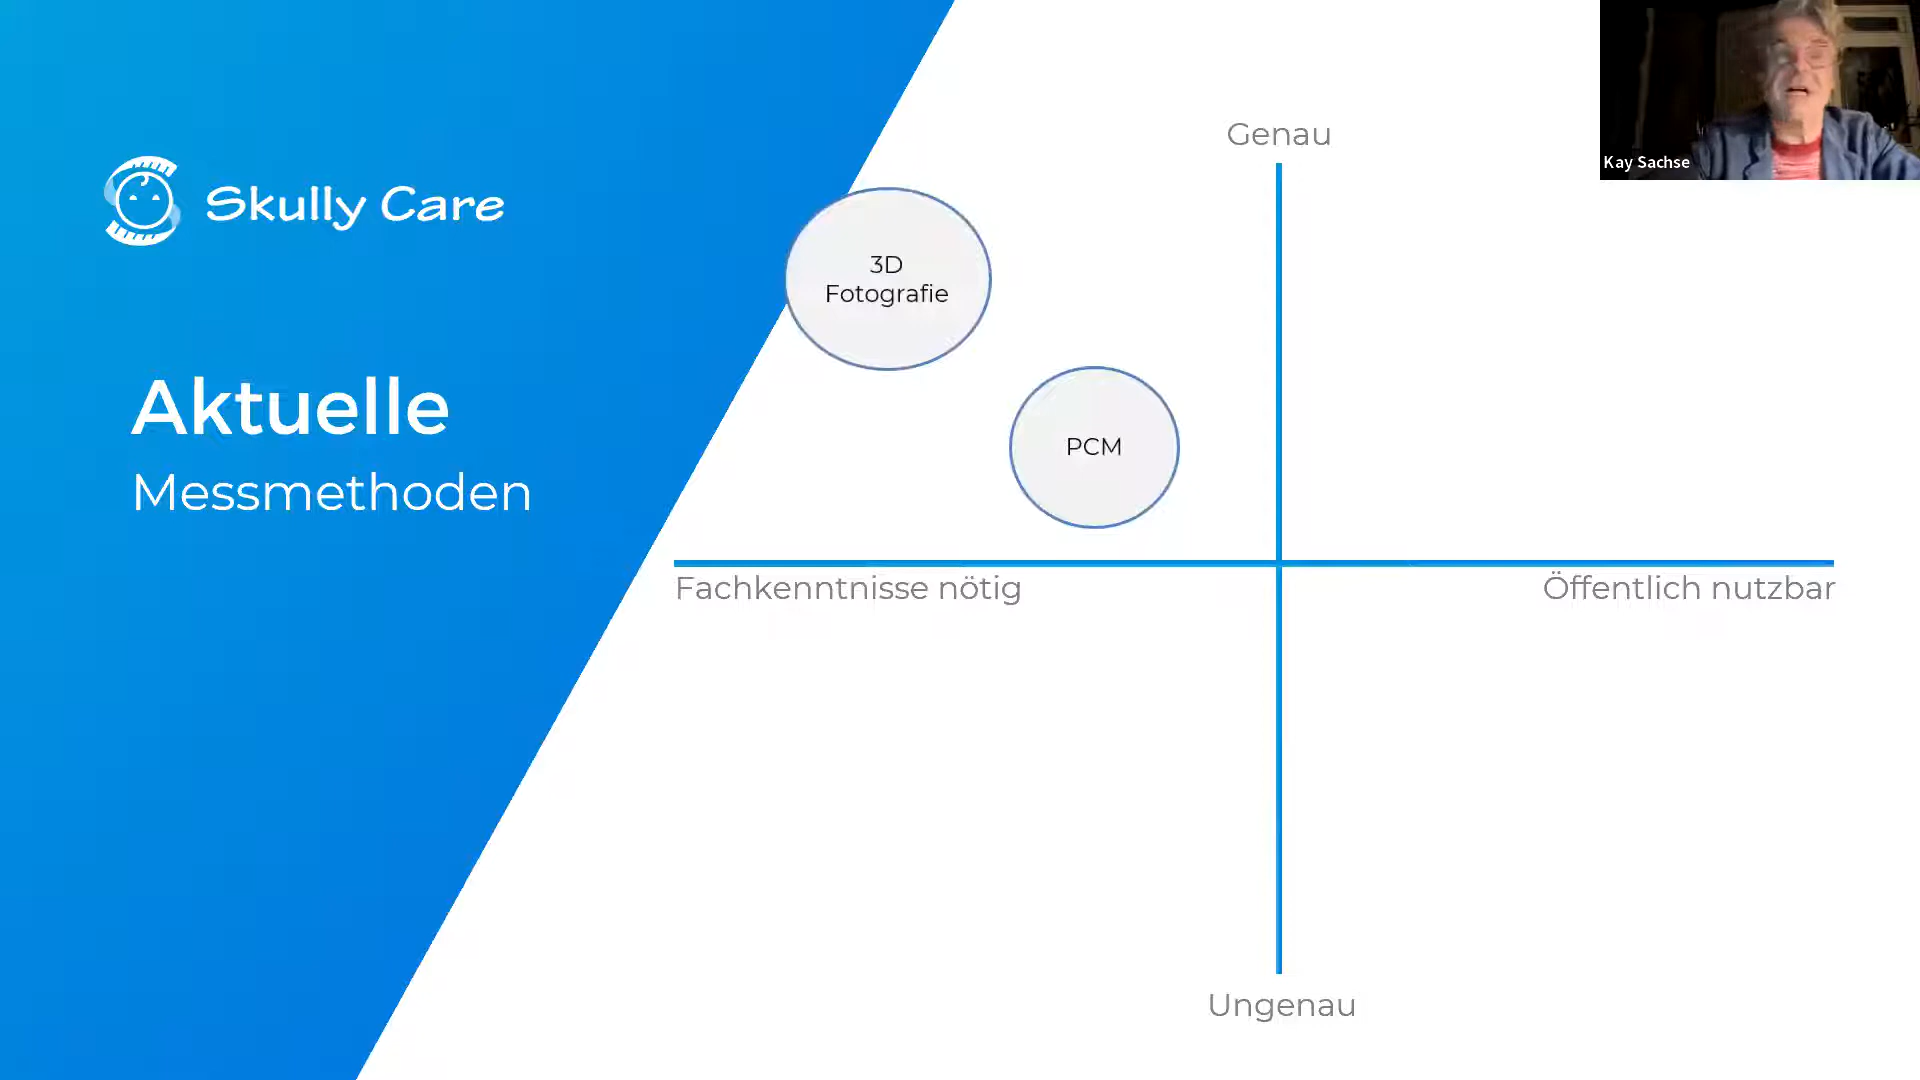 Skully Care
Aktuelle
Messmethoden
Genau
3D
Fotografie
PCM
Fachkenntnisse nötig
Öffentlich nutzbar
Ungenau
Kay Sachse